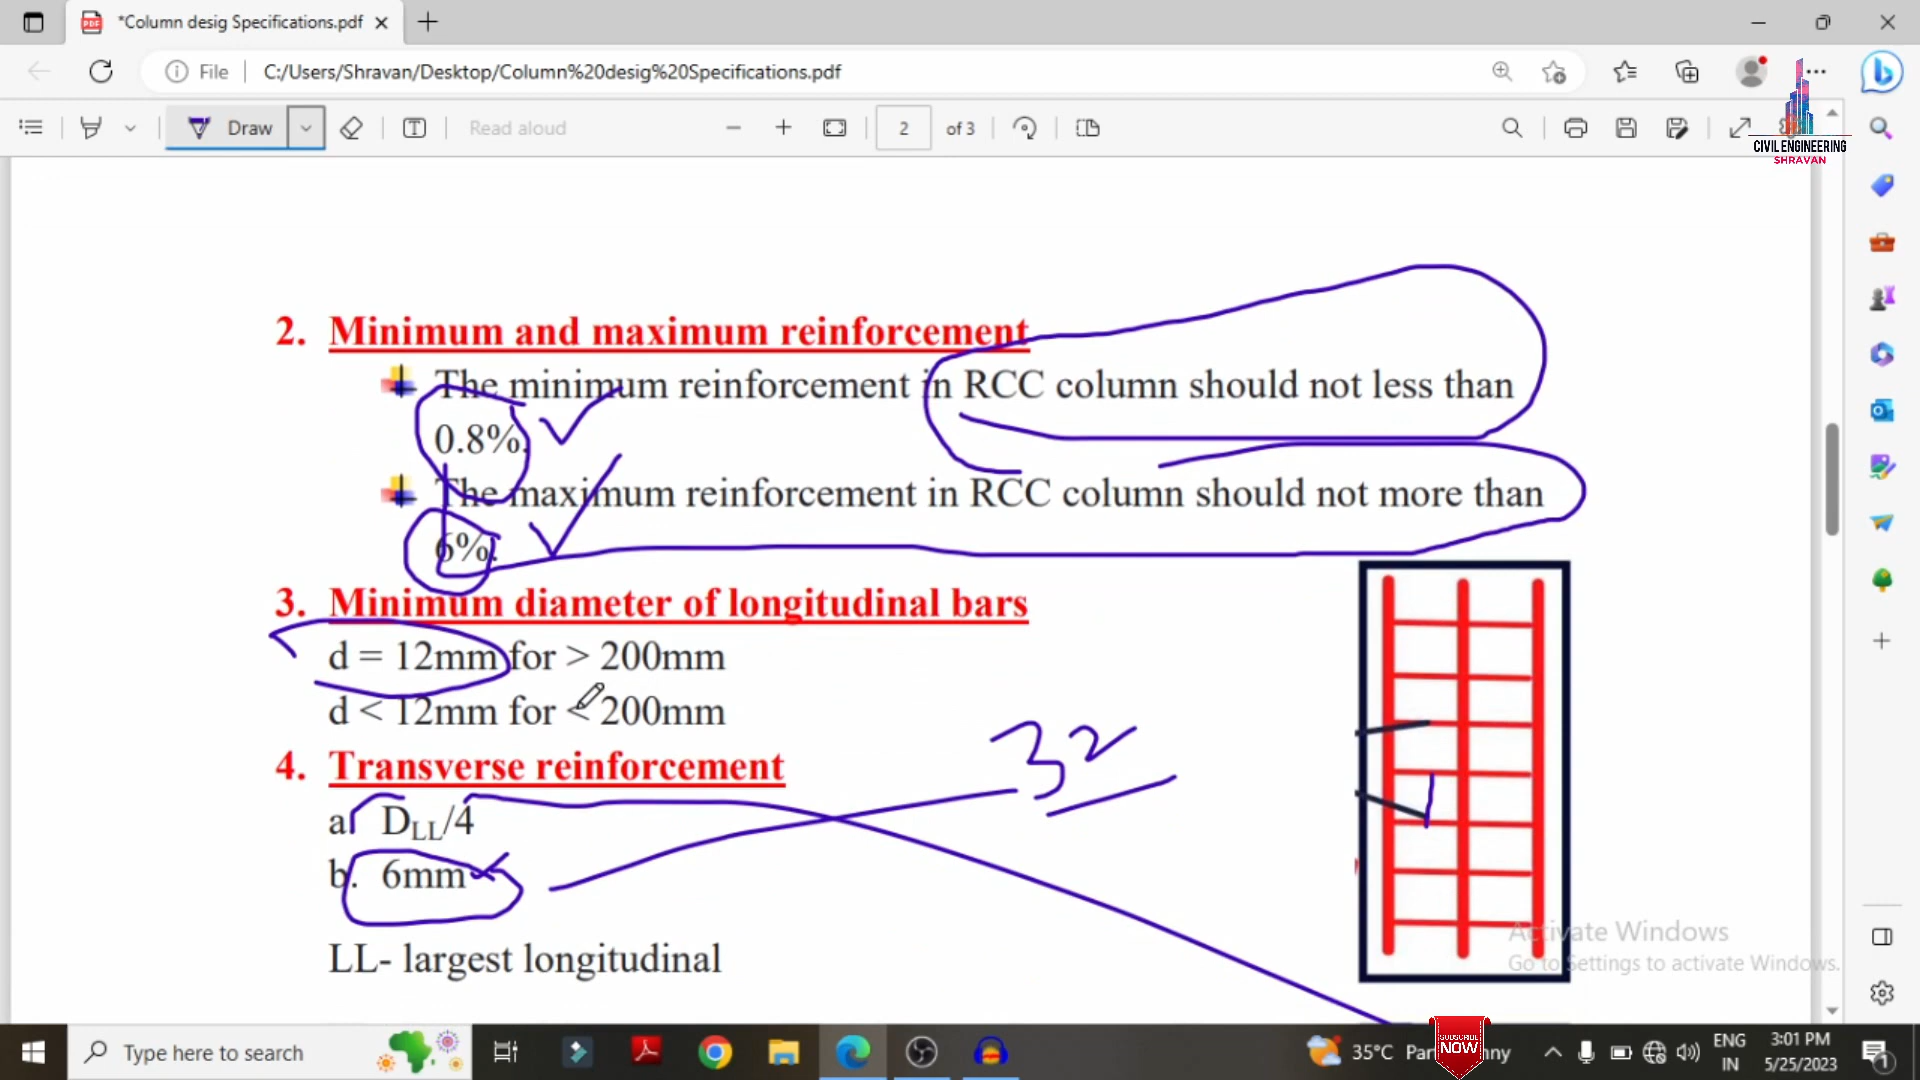 *Column desig Specifications.pdf
File
C:/Users/Shravan/Desktop/Column%20desig%20Specifications.pdf
Draw
Read aloud
2 of 3
CIVIL ENGINEERING
SHRAVAN
2. Minimum and maximum reinforcement
The minimum reinforcement in RCC column should not less than
0.8%.
The maximum reinforcement in RCC column should not more than
6%.
3. Minimum diameter of longitudinal bars
d = 12mm for > 200mm
d < 12mm for < 200mm
32
4. Transverse reinforcement
a. DLL/4
b. 6mm
LL- largest longitudinal
Activate Windows
Go to Settings to activate Windows.
Type here to search
35°C
SUBSCRIBE
NOW
ENG
IN
3:01 PM
5/25/2023
1